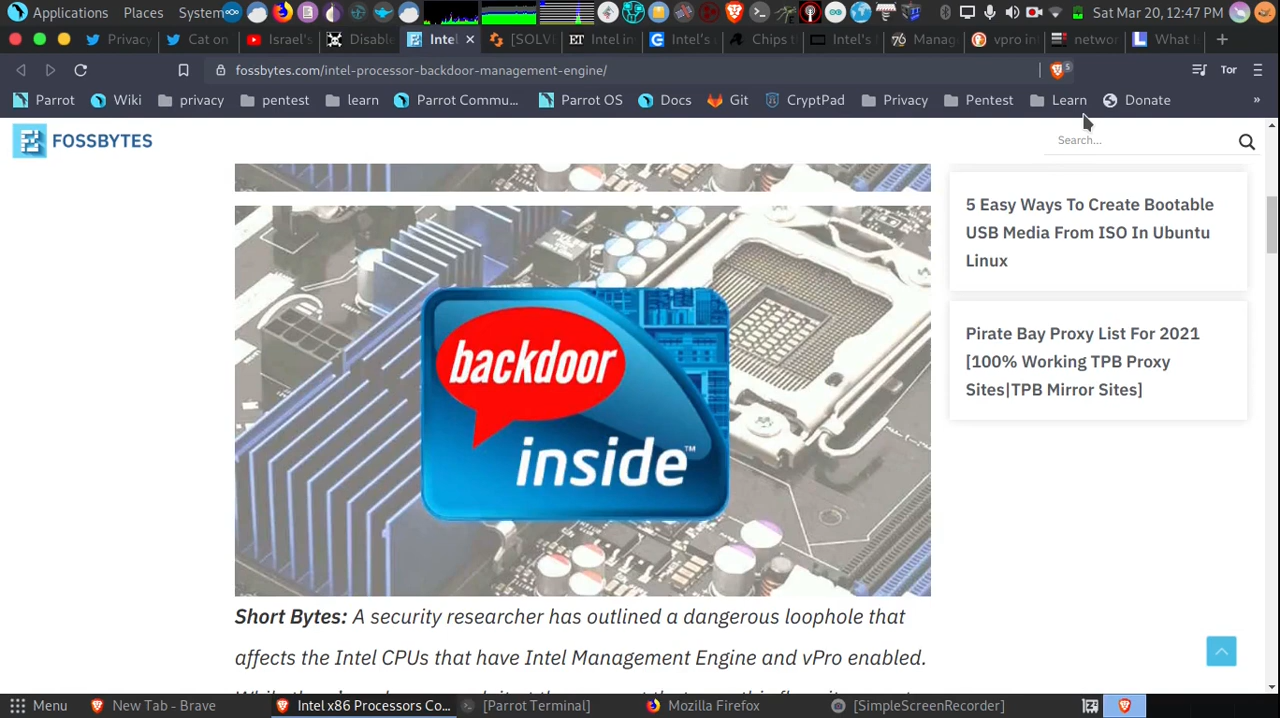 Applications Places System Sat Mar 20, 12:47 PM
Privacy Cat on Israel's Disable Intel [SOLV Intel in Intel's Chips t Intel's M Manag vpro in networ What I
fossbytes.com/intel-processor-backdoor-management-engine/ 5 Tor
Parrot Wiki privacy pentest learn Parrot Commu... Parrot OS Docs Git CryptPad Privacy Pentest Learn Donate »
FOSSBYTES
Search...
backdoor
inside™
5 Easy Ways To Create Bootable
USB Media From ISO In Ubuntu
Linux
Pirate Bay Proxy List For 2021
[100% Working TPB Proxy
Sites|TPB Mirror Sites]
Short Bytes: A security researcher has outlined a dangerous loophole that
affects the Intel CPUs that have Intel Management Engine and vPro enabled.
Menu New Tab - Brave Intel x86 Processors Co... [Parrot Terminal] Mozilla Firefox [SimpleScreenRecorder]